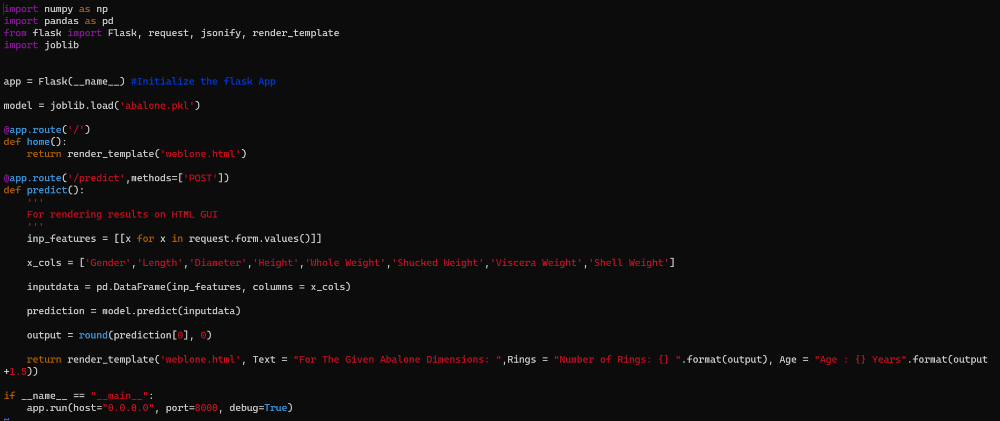 import numpy as np
import pandas as pd
from flask import Flask, request, jsonify, render_template
import joblib


app = Flask(__name__) #Initialize the flask App

model = joblib.load('abalone.pkl')

@app.route('/')
def home():
    return render_template('weblone.html')

@app.route('/predict',methods=['POST'])
def predict():
    '''
    For rendering results on HTML GUI
    '''
    inp_features = [[x for x in request.form.values()]]

    x_cols = ['Gender','Length','Diameter','Height','Whole Weight','Shucked Weight','Viscera Weight','Shell Weight']

    inputdata = pd.DataFrame(inp_features, columns = x_cols)

    prediction = model.predict(inputdata)

    output = round(prediction[0], 0)

    return render_template('weblone.html', Text = "For The Given Abalone Dimensions: ",Rings = "Number of Rings: {} ".format(output), Age = "Age : {} Years".format(output
+1.5))

if __name__ == "__main__":
    app.run(host="0.0.0.0", port=8000, debug=True)
~